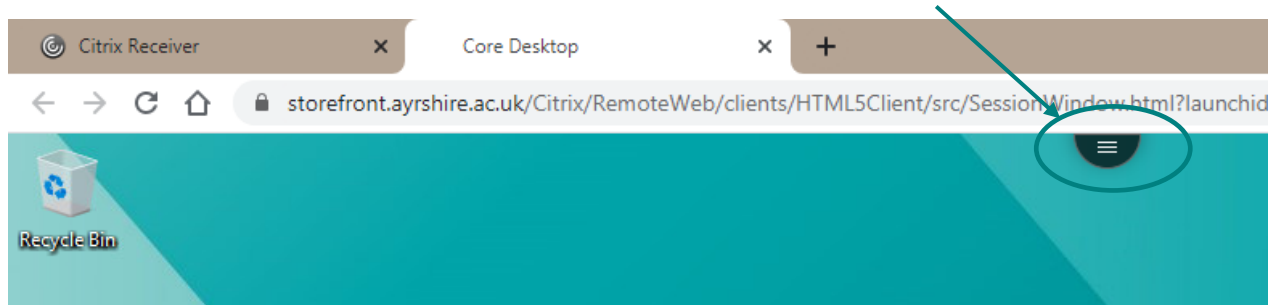 Citrix Receiver
Core Desktop
storefront.ayrshire.ac.uk/Citrix/RemoteWeb/clients/HTML5Client/src/SessionWindow.html?launchid
Recycle Bin